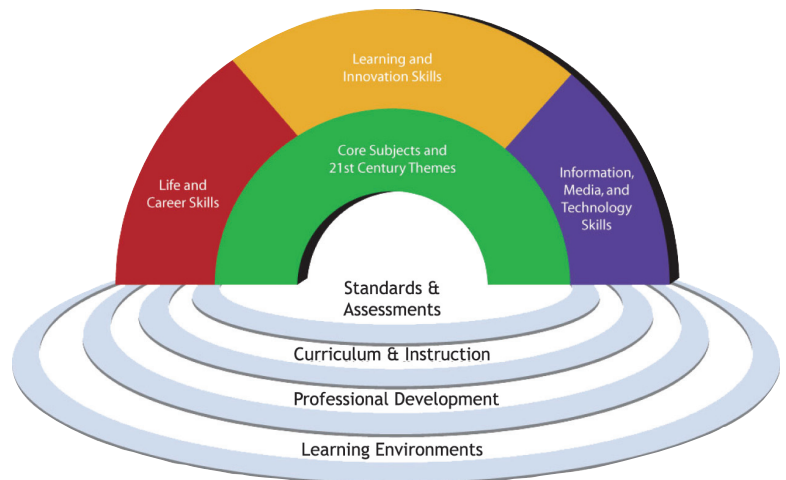 Learning and
Innovation Skills
Core Subjects and
21st Century Themes
Life and
Career Skills
Information,
Media, and
Technology
Skills
Standards &
Assessments
Curriculum & Instruction
Professional Development
Learning Environments